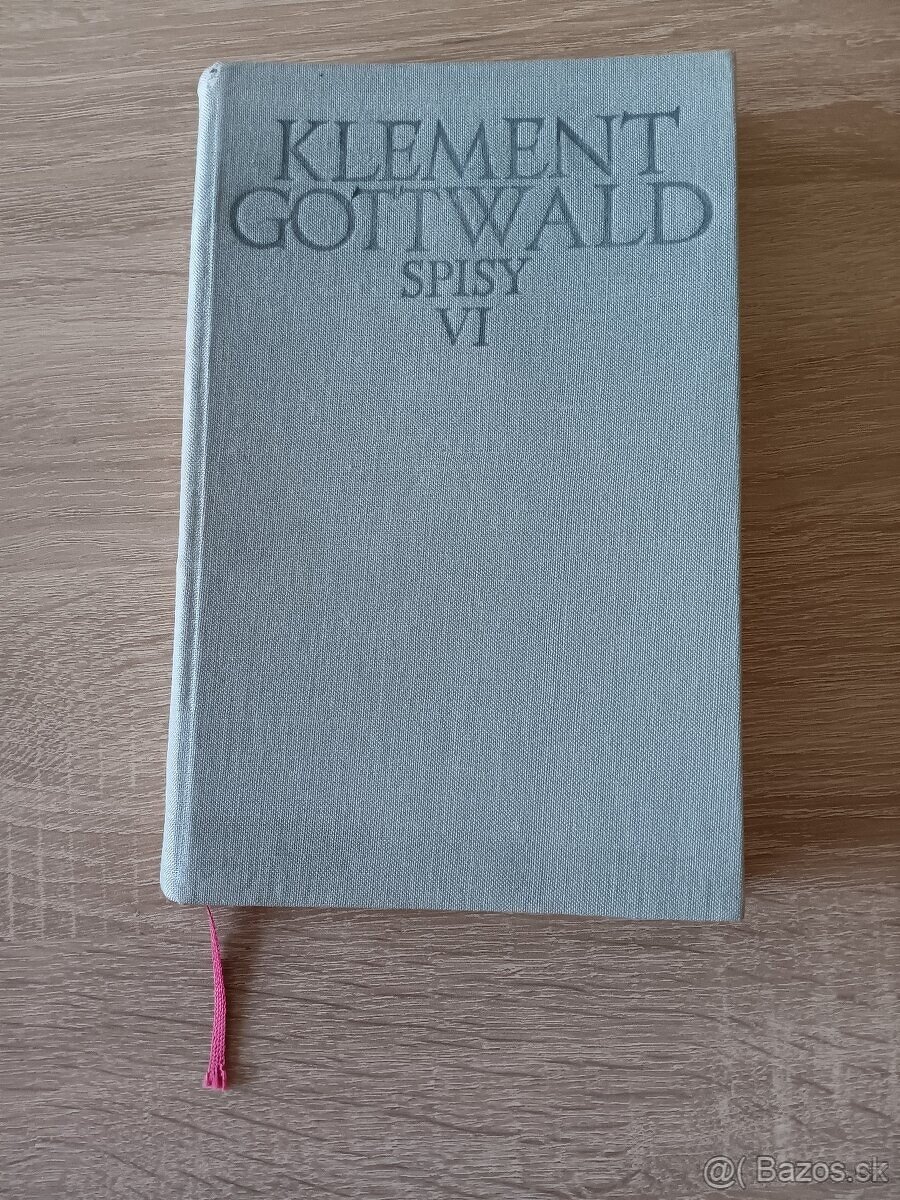 KLEMENT
GOTTWALD
SPISY
VI
@( Bazos.sk